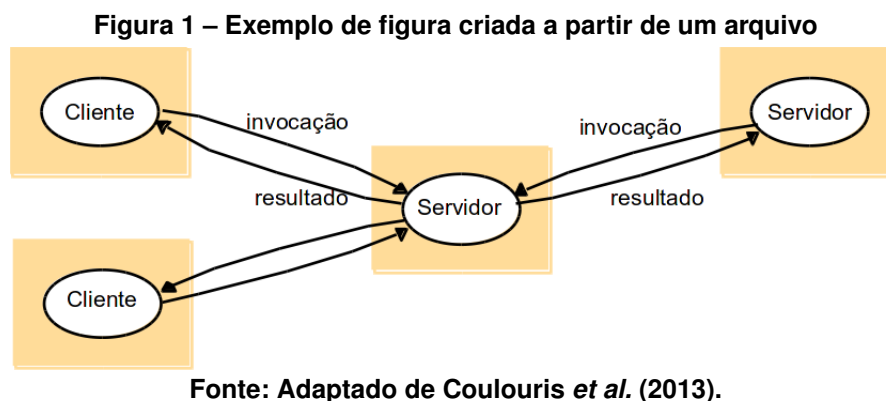 Figura 1 – Exemplo de figura criada a partir de um arquivo
Cliente
invocação
resultado
Servidor
invocação
resultado
Servidor
Cliente
Fonte: Adaptado de Coulouris et al. (2013).